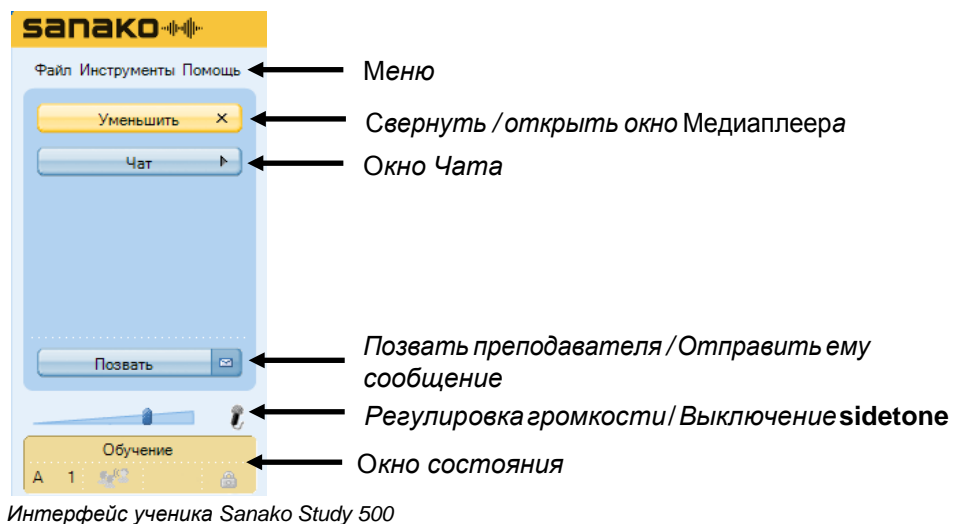 sanako
Файл Инструменты Помощь
Меню
Уменьшить
Свернуть / открыть окно Медиаплеера
Чат
Окно Чата
Позвать
Позвать преподавателя / Отправить ему
сообщение
Регулировка громкости / Выключение sidetone
Обучение
A 1
Окно состояния
Интерфейс ученика Sanako Study 500